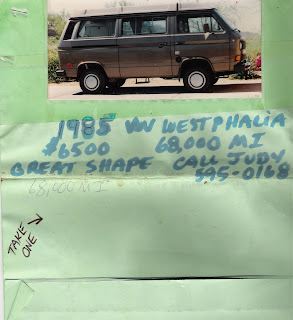 1985 VW WESTPHALIA
$6500 68,000 MI
GREAT SHAPE CALL JUDY
595-0168
68,000 MI
TAKE
ONE